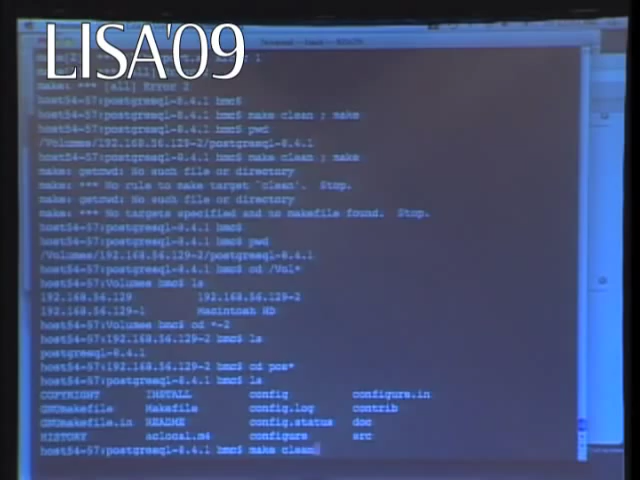 LISA'09
make: *** [all] Error 2
host54-57:postgresql-8.4.1 bmc$
host54-57:postgresql-8.4.1 bmc$ make clean ; make
host54-57:postgresql-8.4.1 bmc$ pwd
/Volumes/192.168.56.129-2/postgresql-8.4.1
host54-57:postgresql-8.4.1 bmc$ make clean ; make
make: getcwd: No such file or directory
make: *** No rule to make target `clean'.  Stop.
make: getcwd: No such file or directory
make: *** No targets specified and no makefile found.  Stop.
host54-57:postgresql-8.4.1 bmc$
host54-57:postgresql-8.4.1 bmc$ pwd
/Volumes/192.168.56.129-2/postgresql-8.4.1
host54-57:postgresql-8.4.1 bmc$ cd /Vol*
host54-57:Volumes bmc$ ls
192.168.56.129 192.168.56.129-2
192.168.56.129-1 Macintosh HD
host54-57:Volumes bmc$ cd *-2
host54-57:192.168.56.129-2 bmc$ ls
postgresql-8.4.1
host54-57:192.168.56.129-2 bmc$ cd pos*
host54-57:postgresql-8.4.1 bmc$ ls
COPYRIGHT INSTALL config configure.in
GNUmakefile Makefile config.log contrib
GNUmakefile.in README config.status doc
HISTORY aclocal.m4 configure src
host54-57:postgresql-8.4.1 bmc$ make clean